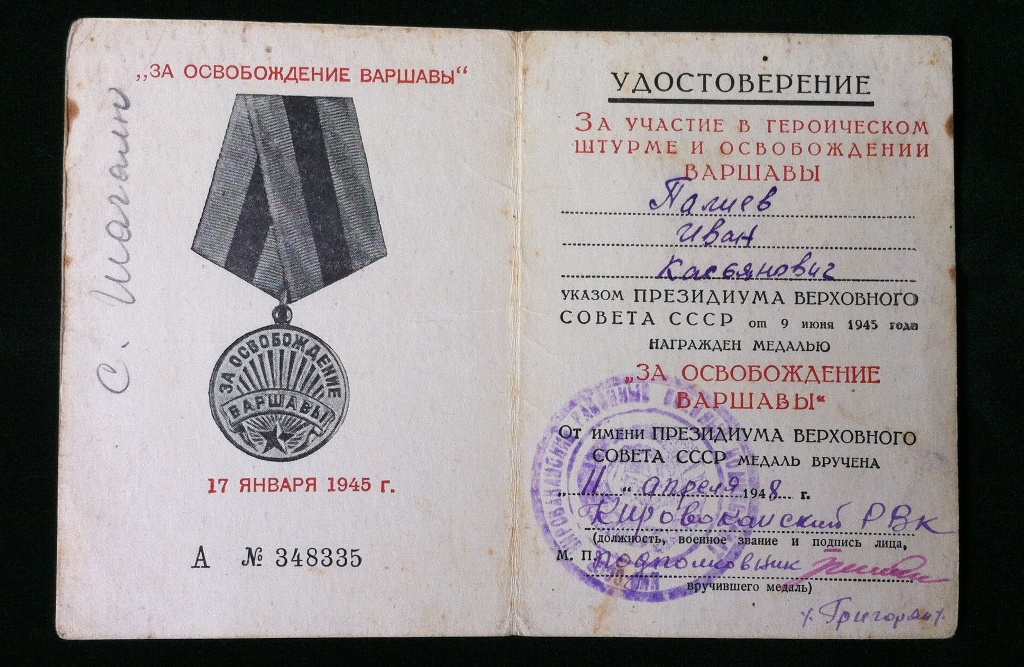 „ЗА ОСВОБОЖДЕНИЕ ВАРШАВЫ“
с. Шагали
ЗА ОСВОБОЖДЕНИЕ
ВАРШАВЫ
17 ЯНВАРЯ 1945 г.
А № 348335
УДОСТОВЕРЕНИЕ
ЗА УЧАСТИЕ В ГЕРОИЧЕСКОМ
ШТУРМЕ И ОСВОБОЖДЕНИИ
ВАРШАВЫ
Палиев
Иван
Касьянович
УКАЗОМ ПРЕЗИДИУМА ВЕРХОВНОГО
СОВЕТА СССР от 9 июня 1945 года
НАГРАЖДЕН МЕДАЛЬЮ
„ЗА ОСВОБОЖДЕНИЕ
ВАРШАВЫ“
От имени ПРЕЗИДИУМА ВЕРХОВНОГО
СОВЕТА СССР МЕДАЛЬ ВРУЧЕНА
„11“ апреля 1948 г.
Кировоканский РВК
(должность, военное звание и подпись лица,
М. П. подполковник
вручившего медаль)
/Григорян/